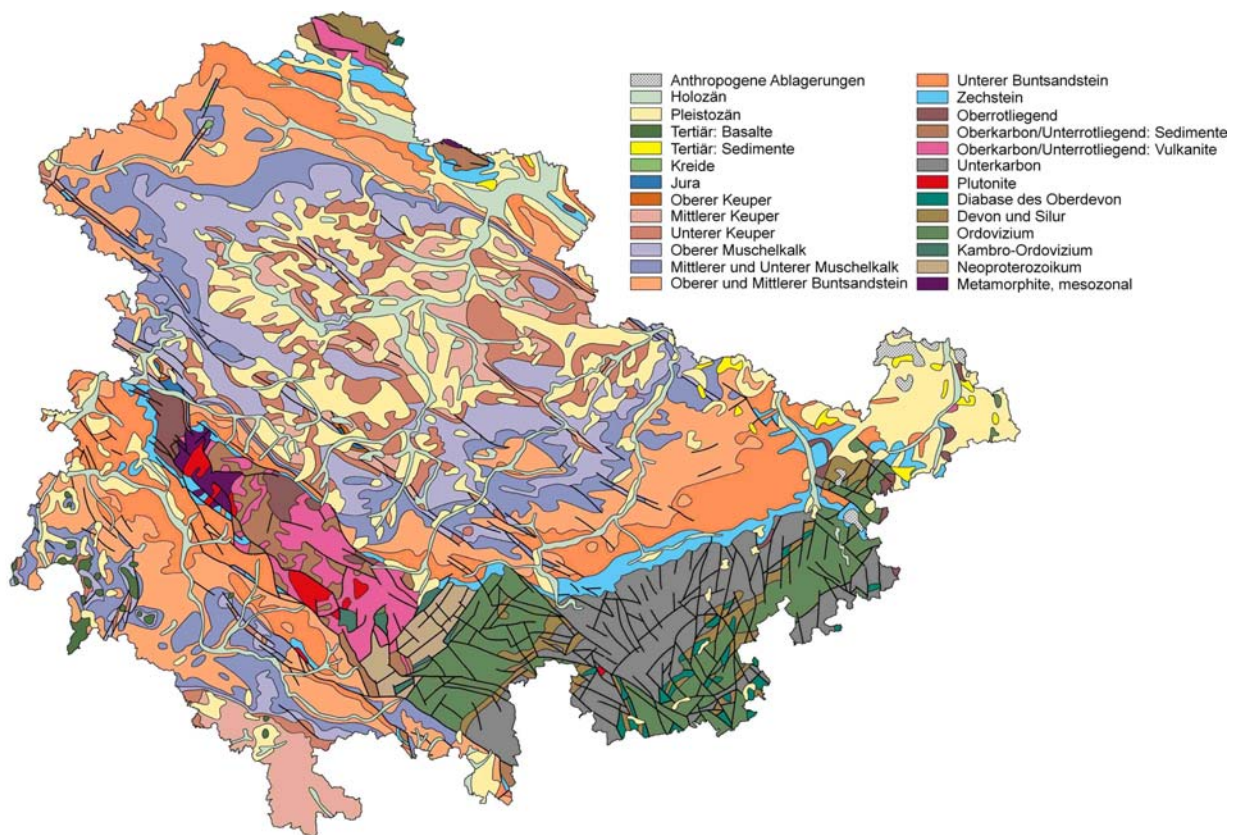 Anthropogene Ablagerungen
Holozän
Pleistozän
Tertiär: Basalte
Tertiär: Sedimente
Kreide
Jura
Oberer Keuper
Mittlerer Keuper
Unterer Keuper
Oberer Muschelkalk
Mittlerer und Unterer Muschelkalk
Oberer und Mittlerer Buntsandstein
Unterer Buntsandstein
Zechstein
Oberrotliegend
Oberkarbon/Unterrotliegend: Sedimente
Oberkarbon/Unterrotliegend: Vulkanite
Unterkarbon
Plutonite
Diabase des Oberdevon
Devon und Silur
Ordovizium
Kambro-Ordovizium
Neoproterozoikum
Metamorphite, mesozonal